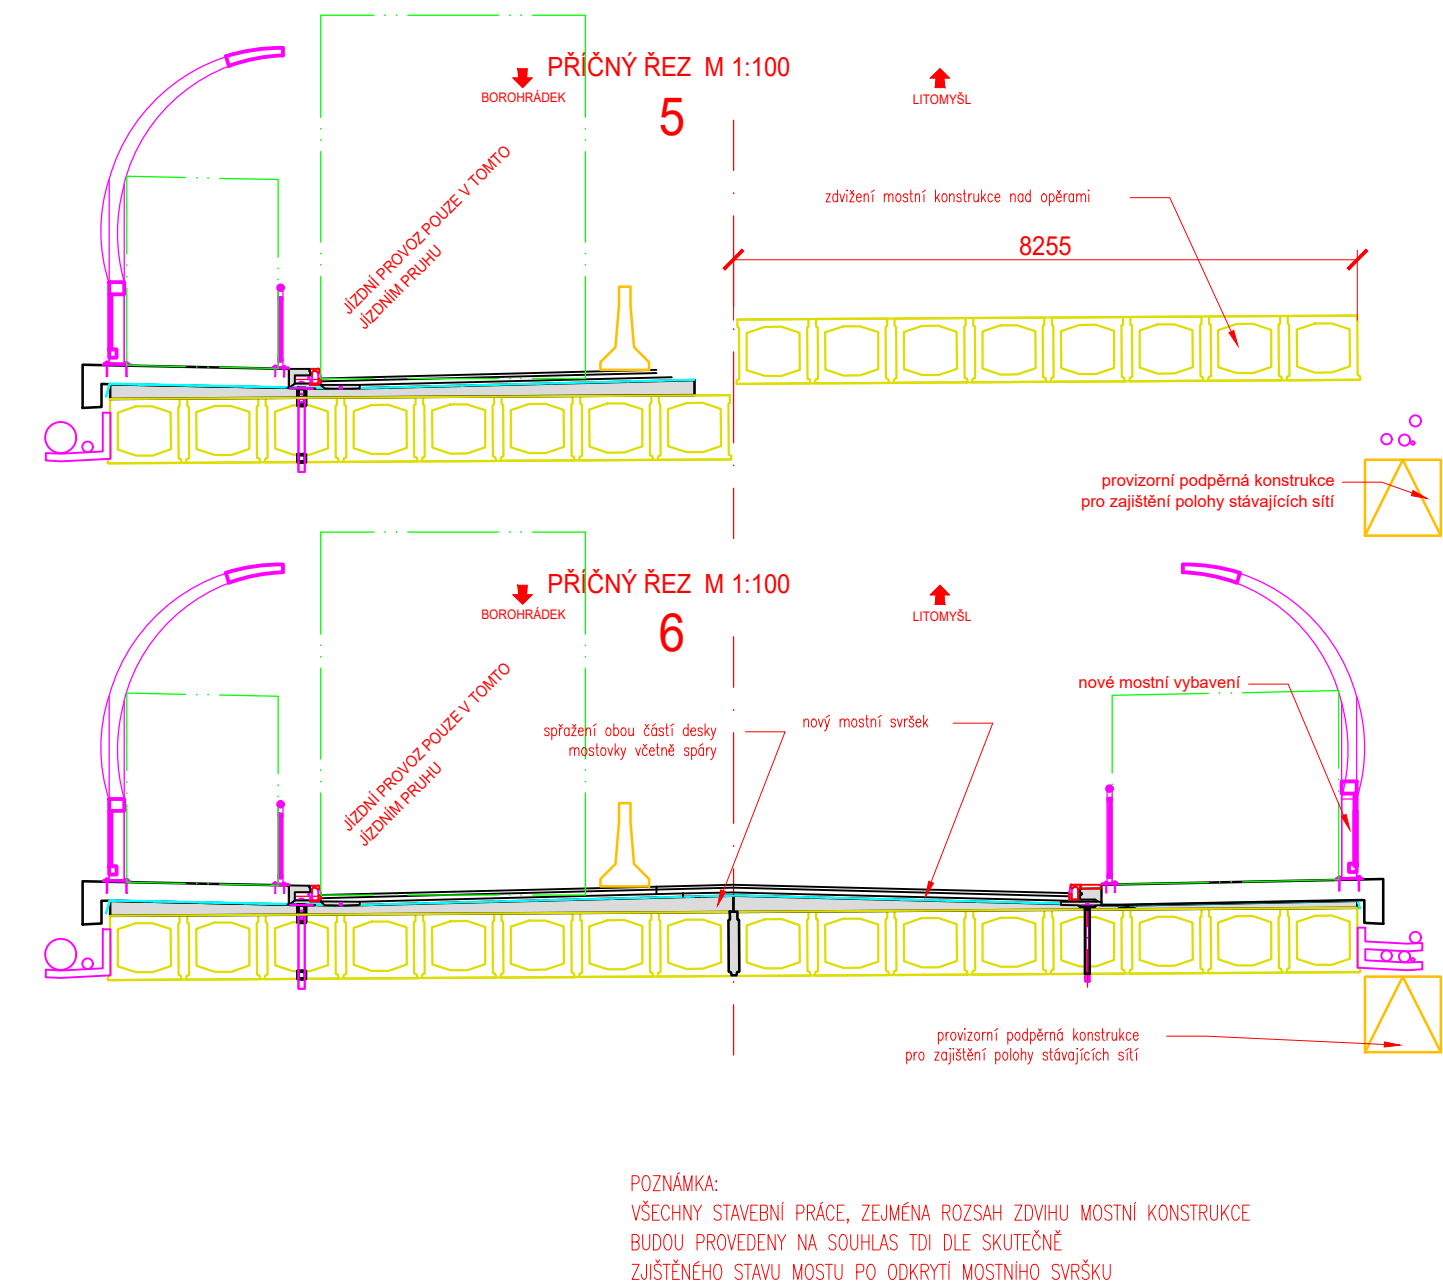 PŘÍČNÝ ŘEZ  M 1:100
5
BOROHRÁDEK
LITOMYŠL
JÍZDNÍ PROVOZ POUZE V TOMTO
JÍZDNÍM PRUHU
zdvižení mostní konstrukce nad opěrami
8255
provizorní podpěrná konstrukce
pro zajištění polohy stávajících sítí
PŘÍČNÝ ŘEZ  M 1:100
6
BOROHRÁDEK
LITOMYŠL
JÍZDNÍ PROVOZ POUZE V TOMTO
JÍZDNÍM PRUHU
nové mostní vybavení
spřažení obou částí desky
mostovky včetně spáry
nový mostní svršek
provizorní podpěrná konstrukce
pro zajištění polohy stávajících sítí
POZNÁMKA:
VŠECHNY STAVEBNÍ PRÁCE, ZEJMÉNA ROZSAH ZDVIHU MOSTNÍ KONSTRUKCE
BUDOU PROVEDENY NA SOUHLAS TDI DLE SKUTEČNĚ
ZJIŠTĚNÉHO STAVU MOSTU PO ODKRYTÍ MOSTNÍHO SVRŠKU